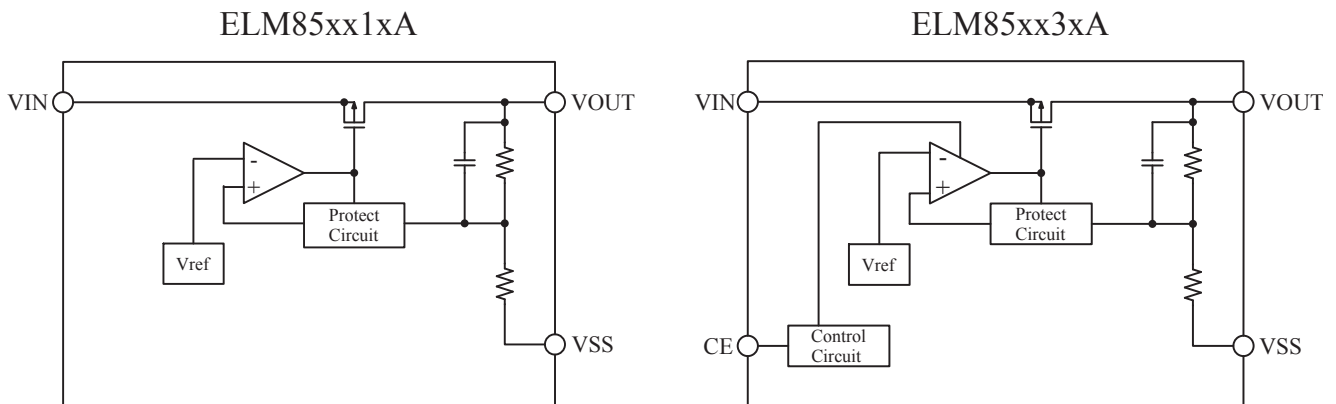 ELM85xx1xA
VIN
VOUT
-
+
Protect
Circuit
Vref
VSS
ELM85xx3xA
VIN
VOUT
-
+
Protect
Circuit
Vref
CE
Control
Circuit
VSS